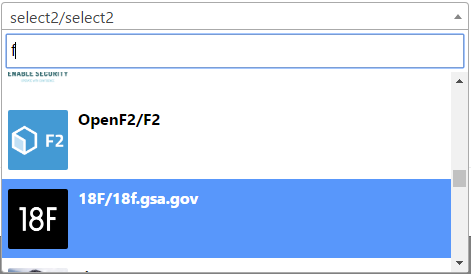 select2/select2
f
ENABLE SECURITY
OpenF2/F2
F2
18F/18f.gsa.gov
18F